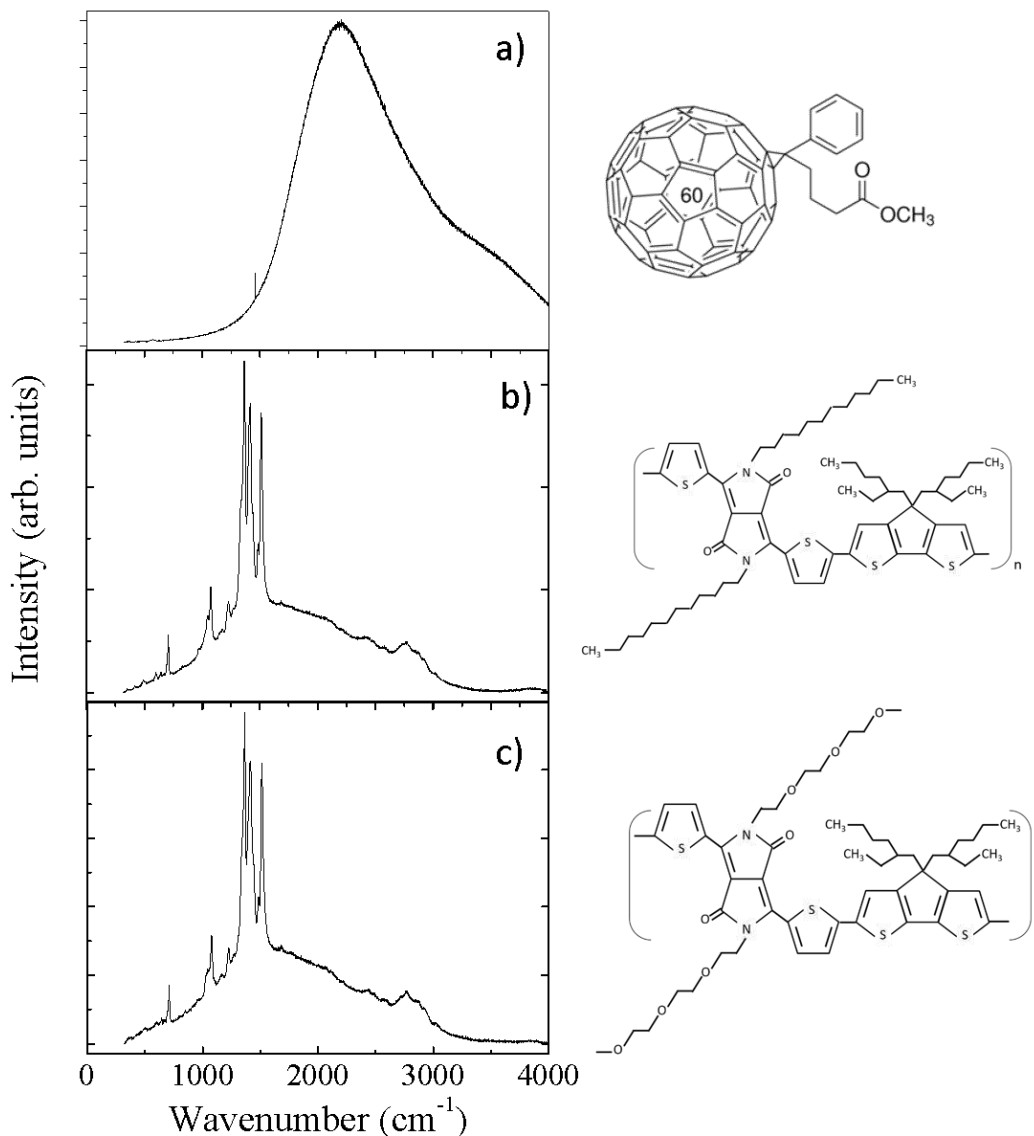 a)
60
O
OCH3
Intensity (arb. units)
b)
CH3
S
N
O
CH3
CH3
CH3
CH3
O
N
S
S
S
n
CH3
c)
O
O
O
S
N
O
CH3
CH3
CH3
CH3
O
N
S
S
S
O
O
O
0
1000
2000
3000
4000
Wavenumber (cm-1)